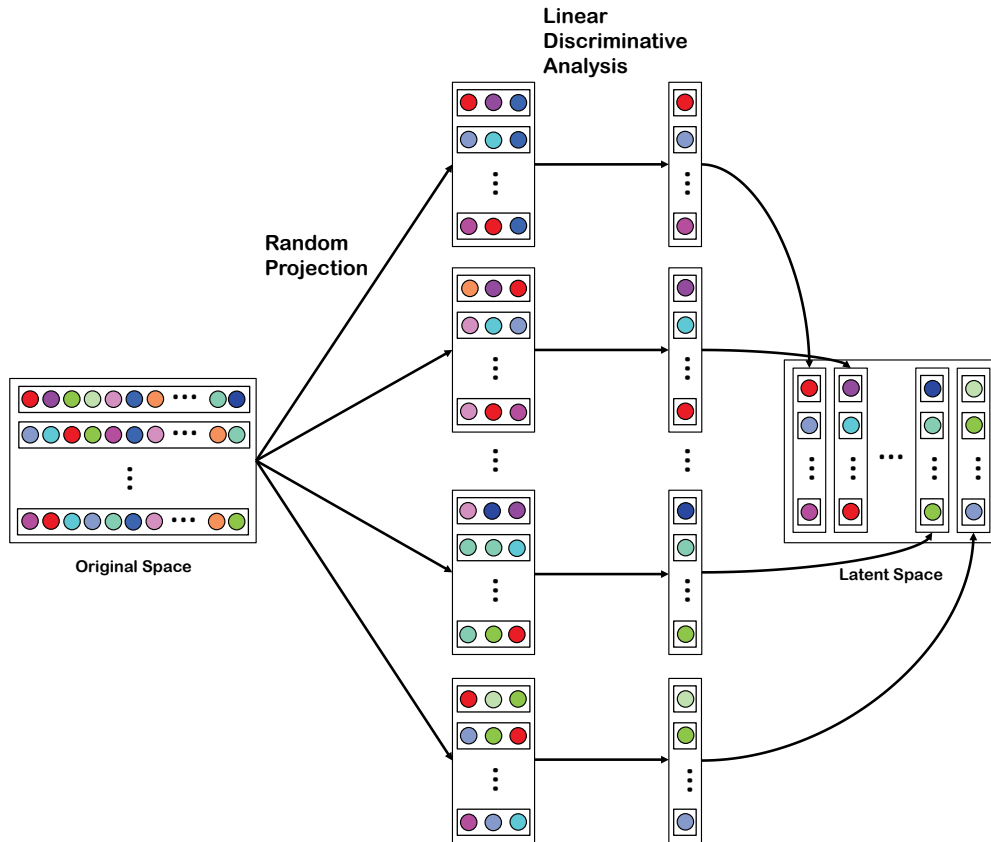 Linear
Discriminative
Analysis
Random
Projection
Original Space
Latent Space